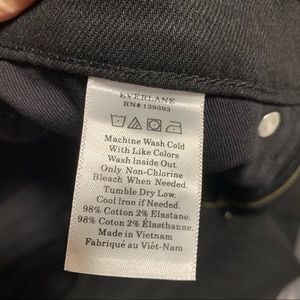 EVERLANE
RN# 139393
Machine Wash Cold
With Like Colors
Wash Inside Out.
Only Non-Chlorine
Bleach When Needed.
Tumble Dry Low.
Cool Iron if Needed.
98% Cotton 2% Elastane.
98% Cotton 2% Élasthanne.
Made in Vietnam
Fabriqué au Viêt-Nam